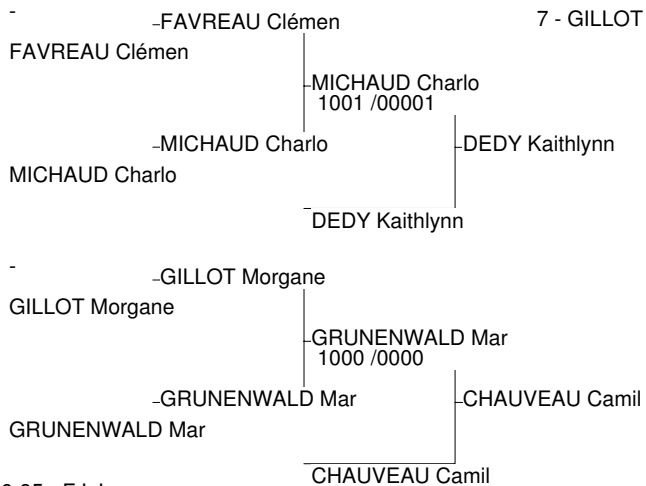 -
FAVREAU Clémen
7 - GILLOT
FAVREAU Clémen
MICHAUD Charlo
1001 /00001
MICHAUD Charlo
DEDY Kaithlynn
MICHAUD Charlo
DEDY Kaithlynn
-
GILLOT Morgane
GILLOT Morgane
GRUNENWALD Mar
1000 /0000
GRUNENWALD Mar
CHAUVEAU Camil
GRUNENWALD Mar
CHAUVEAU Camil